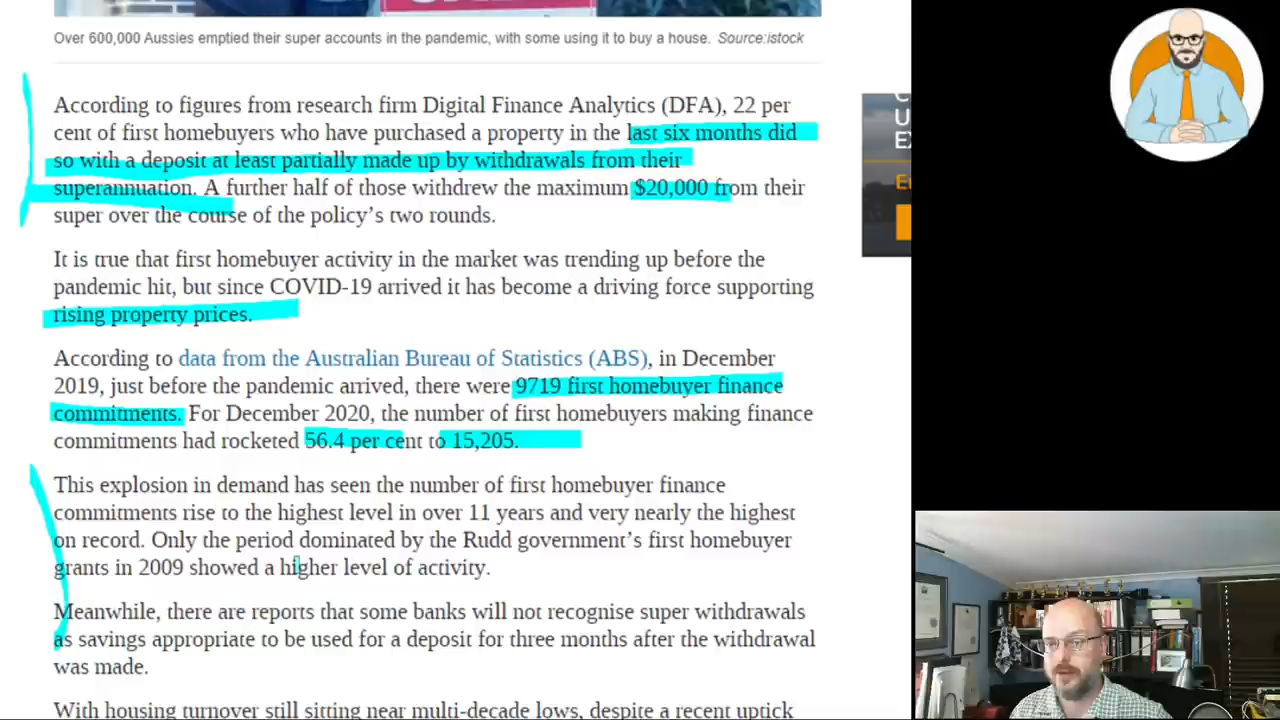 Over 600,000 Aussies emptied their super accounts in the pandemic, with some using it to buy a house. Source:istock
According to figures from research firm Digital Finance Analytics (DFA), 22 per
cent of first homebuyers who have purchased a property in the last six months did
so with a deposit at least partially made up by withdrawals from their
superannuation. A further half of those withdrew the maximum $20,000 from their
super over the course of the policy’s two rounds.
It is true that first homebuyer activity in the market was trending up before the
pandemic hit, but since COVID-19 arrived it has become a driving force supporting
rising property prices.
According to data from the Australian Bureau of Statistics (ABS), in December
2019, just before the pandemic arrived, there were 9719 first homebuyer finance
commitments. For December 2020, the number of first homebuyers making finance
commitments had rocketed 56.4 per cent to 15,205.
This explosion in demand has seen the number of first homebuyer finance
commitments rise to the highest level in over 11 years and very nearly the highest
on record. Only the period dominated by the Rudd government’s first homebuyer
grants in 2009 showed a higher level of activity.
Meanwhile, there are reports that some banks will not recognise super withdrawals
as savings appropriate to be used for a deposit for three months after the withdrawal
was made.
With housing turnover still sitting near multi-decade lows, despite a recent uptick